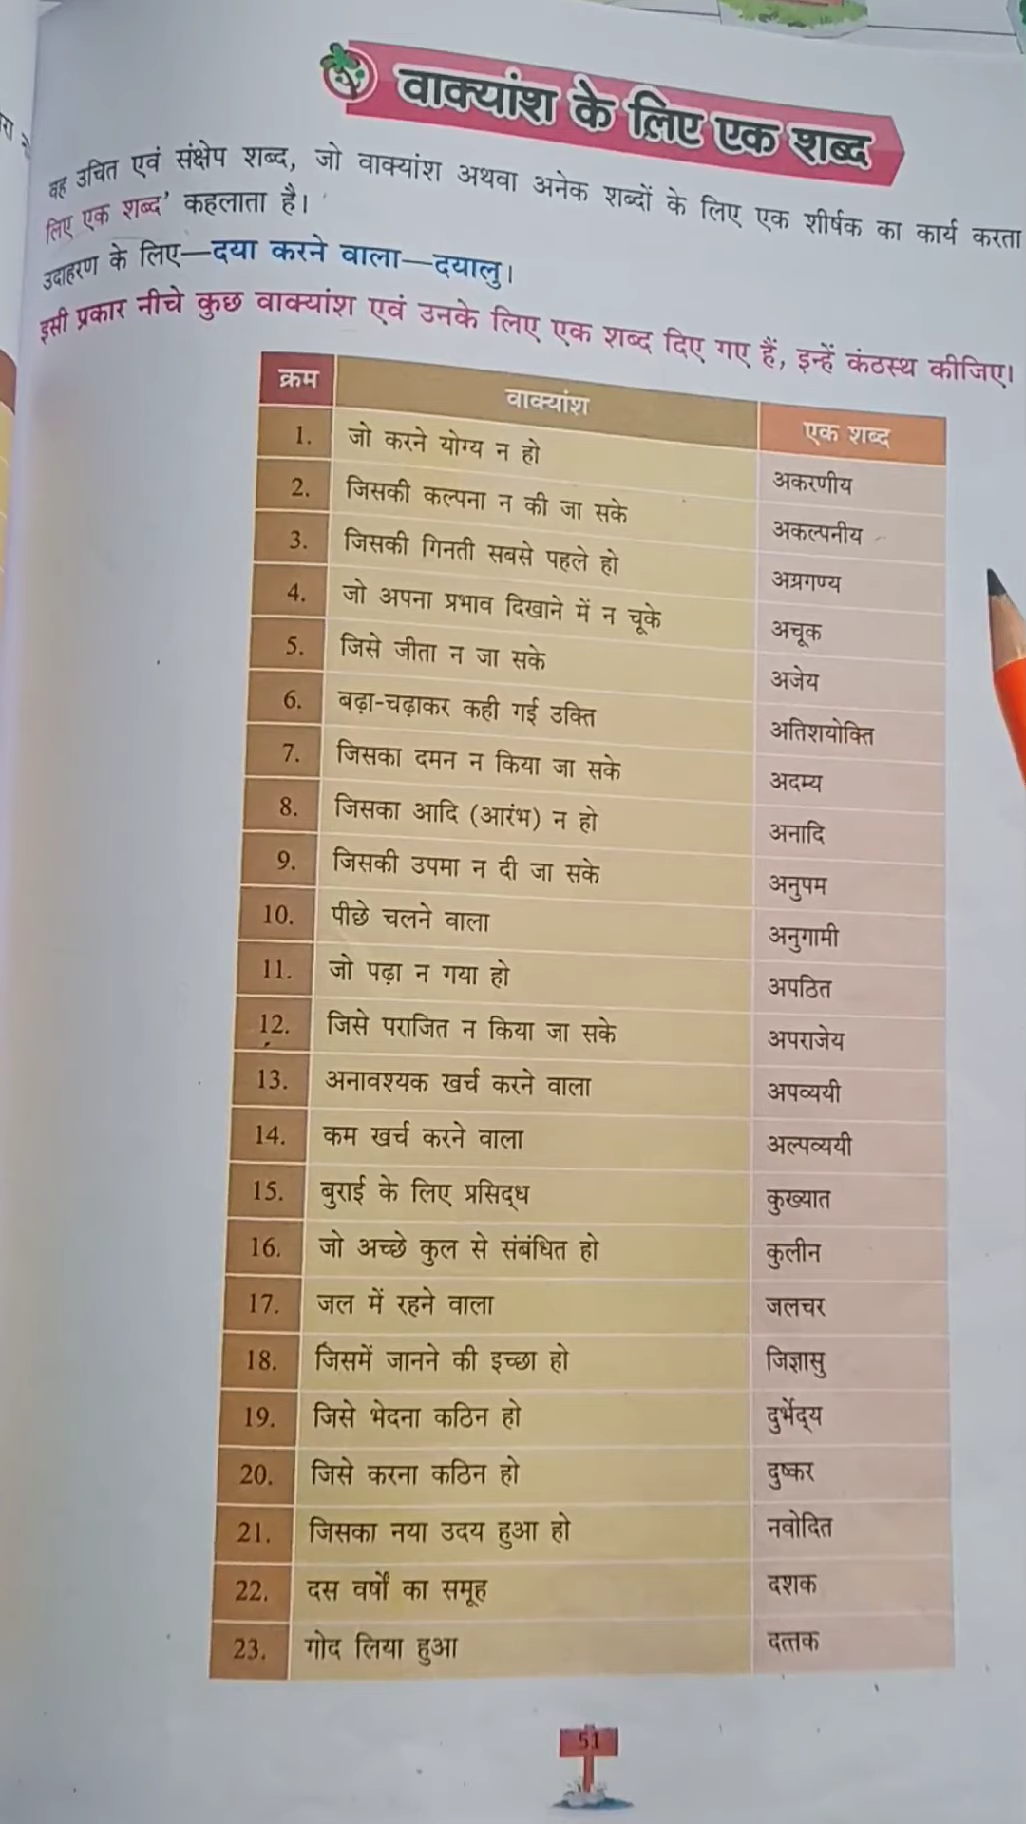 वाक्यांश के लिए एक शब्द
वह उचित एवं संक्षेप शब्द, जो वाक्यांश अथवा अनेक शब्दों के लिए एक शीर्षक का कार्य करता
लिए एक शब्द' कहलाता है।
उदाहरण के लिए—दया करने वाला—दयालु।
इसी प्रकार नीचे कुछ वाक्यांश एवं उनके लिए एक शब्द दिए गए हैं, इन्हें कंठस्थ कीजिए।
क्रम वाक्यांश एक शब्द
1. जो करने योग्य न हो अकरणीय
2. जिसकी कल्पना न की जा सके अकल्पनीय
3. जिसकी गिनती सबसे पहले हो अग्रगण्य
4. जो अपना प्रभाव दिखाने में न चूके अचूक
5. जिसे जीता न जा सके अजेय
6. बढ़ा-चढ़ाकर कही गई उक्ति अतिशयोक्ति
7. जिसका दमन न किया जा सके अदम्य
8. जिसका आदि (आरंभ) न हो अनादि
9. जिसकी उपमा न दी जा सके अनुपम
10. पीछे चलने वाला अनुगामी
11. जो पढ़ा न गया हो अपठित
12. जिसे पराजित न किया जा सके अपराजेय
13. अनावश्यक खर्च करने वाला अपव्ययी
14. कम खर्च करने वाला अल्पव्ययी
15. बुराई के लिए प्रसिद्ध कुख्यात
16. जो अच्छे कुल से संबंधित हो कुलीन
17. जल में रहने वाला जलचर
18. जिसमें जानने की इच्छा हो जिज्ञासु
19. जिसे भेदना कठिन हो दुर्भेद्य
20. जिसे करना कठिन हो दुष्कर
21. जिसका नया उदय हुआ हो नवोदित
22. दस वर्षों का समूह दशक
23. गोद लिया हुआ दत्तक
51